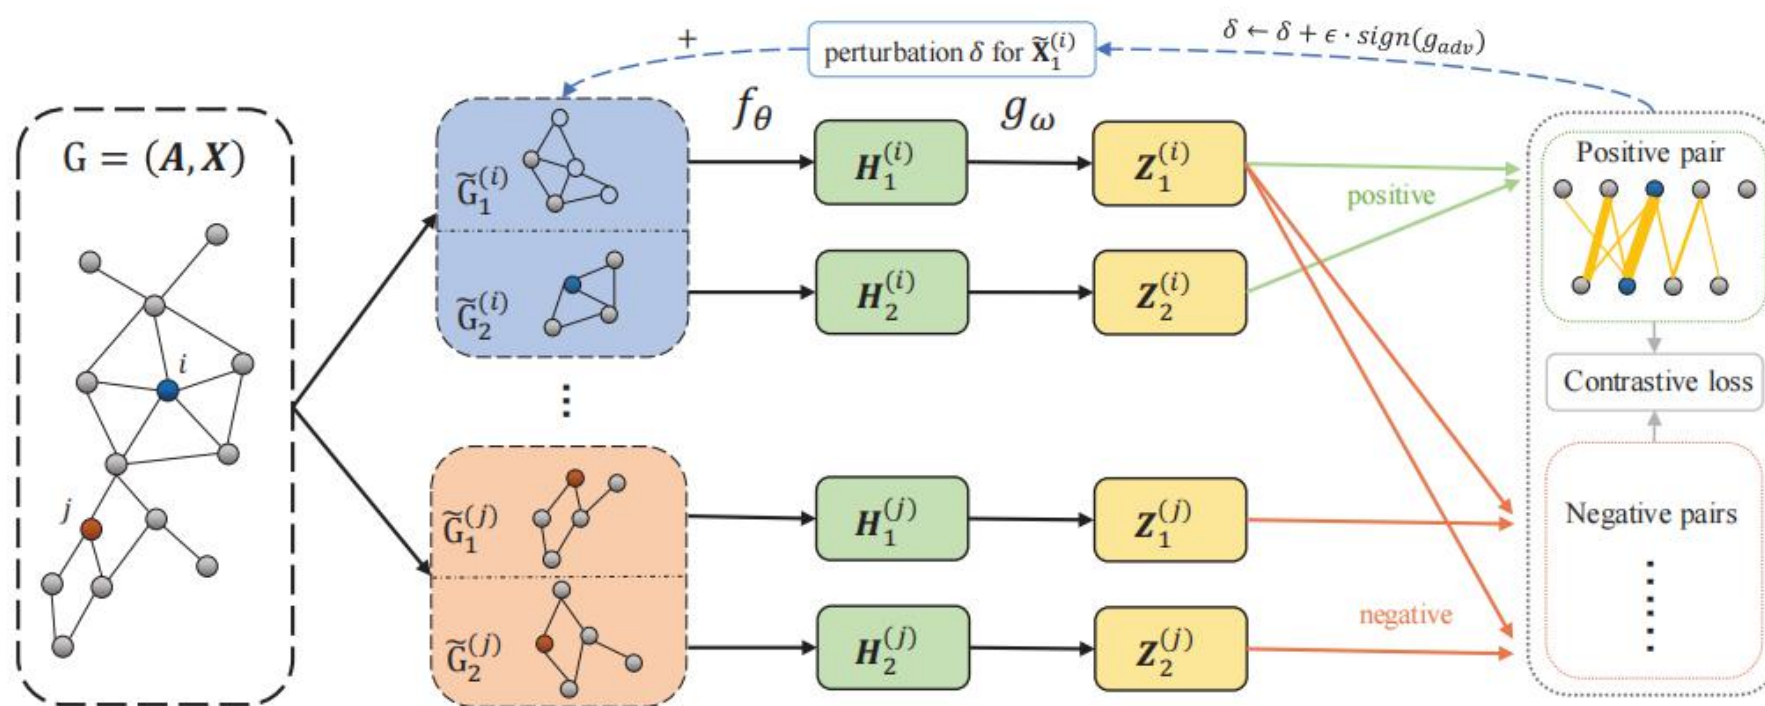 δ ← δ + ϵ · sign(g_adv)
+
perturbation δ for X̃₁⁽ⁱ⁾
f_θ
g_ω
G = (A, X)
G̃₁⁽ⁱ⁾
H₁⁽ⁱ⁾
Z₁⁽ⁱ⁾
positive
Positive pair
G̃₂⁽ⁱ⁾
H₂⁽ⁱ⁾
Z₂⁽ⁱ⁾
i
Contrastive loss
j
G̃₁⁽ʲ⁾
H₁⁽ʲ⁾
Z₁⁽ʲ⁾
Negative pairs
G̃₂⁽ʲ⁾
H₂⁽ʲ⁾
Z₂⁽ʲ⁾
negative